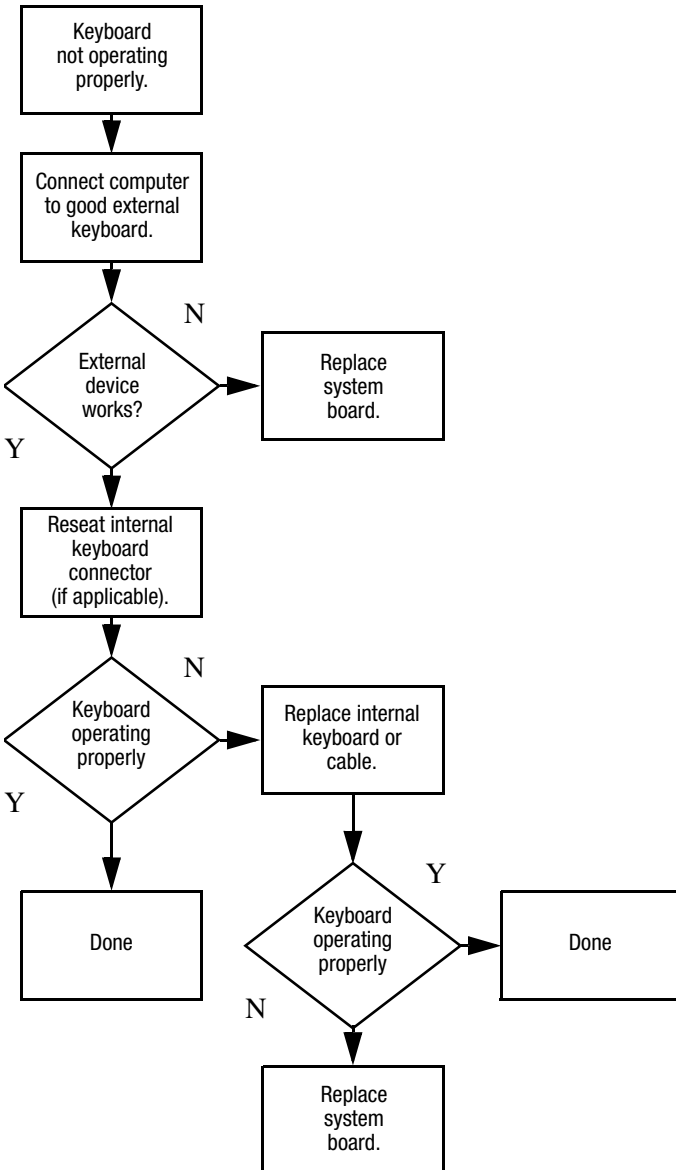 Keyboard
not operating
properly.
Connect computer
to good external
keyboard.
N
External
device
works?
Replace
system
board.
Y
Reseat internal
keyboard
connector
(if applicable).
N
Keyboard
operating
properly
Replace internal
keyboard or
cable.
Y
Y
Done
Keyboard
operating
properly
Done
N
Replace
system
board.